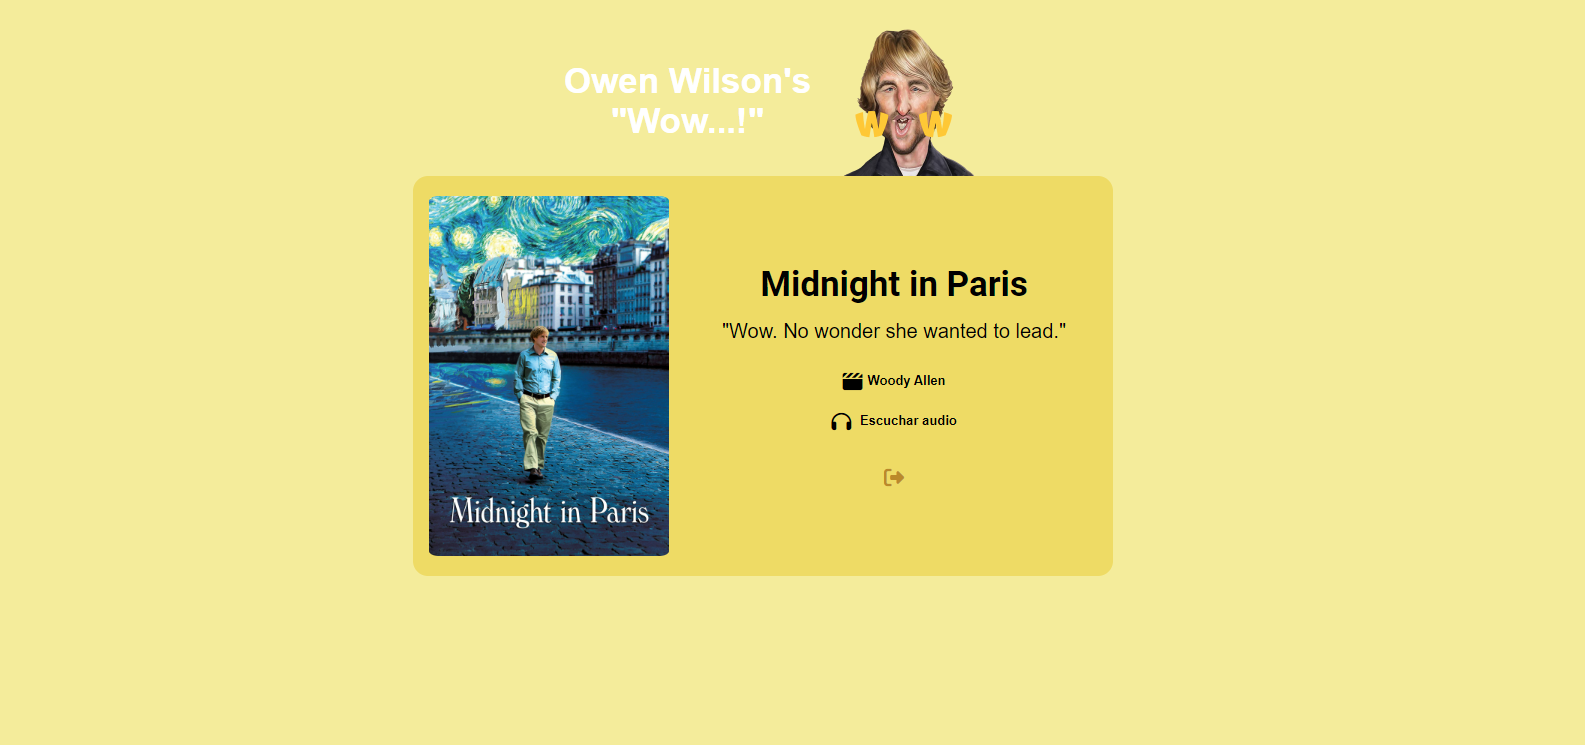 Owen Wilson's
"Wow...!"
W W
Midnight in Paris
"Wow. No wonder she wanted to lead."
Woody Allen
Escuchar audio
Midnight in Paris